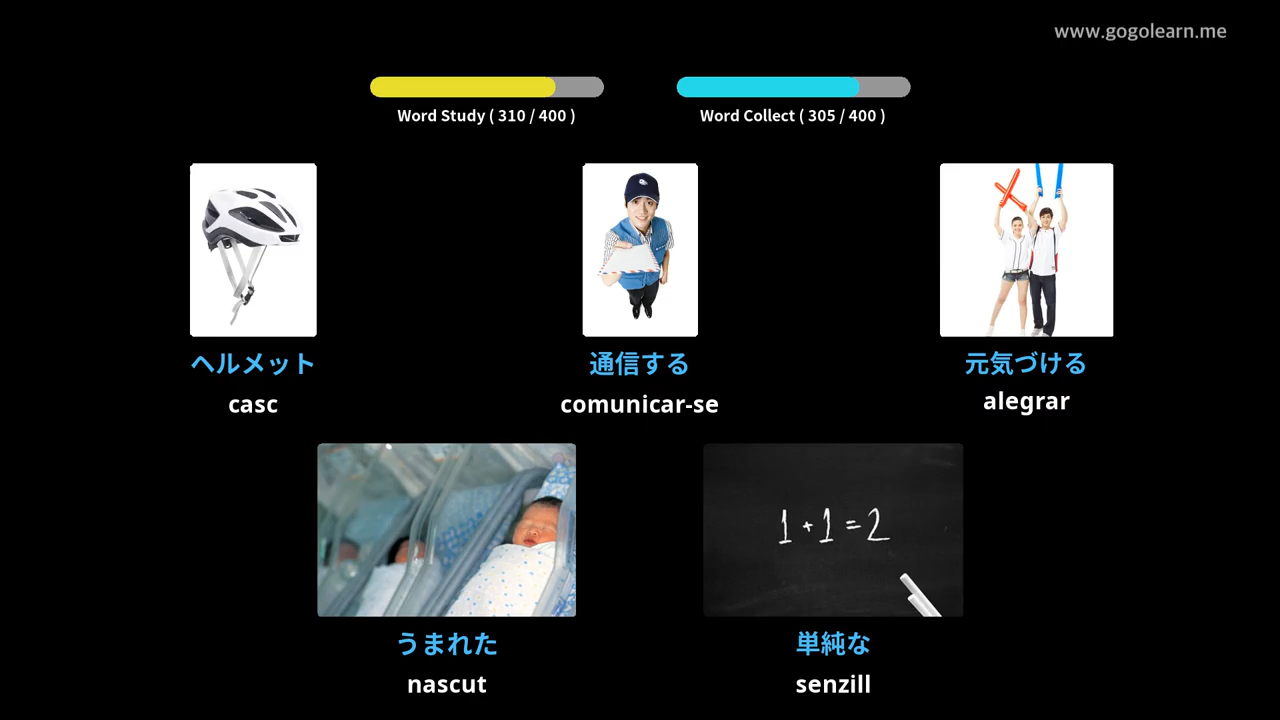 www.gogolearn.me
Word Study ( 310 / 400 )
Word Collect ( 305 / 400 )
ヘルメット
casc
通信する
comunicar-se
元気づける
alegrar
1 + 1 = 2
うまれた
nascut
単純な
senzill